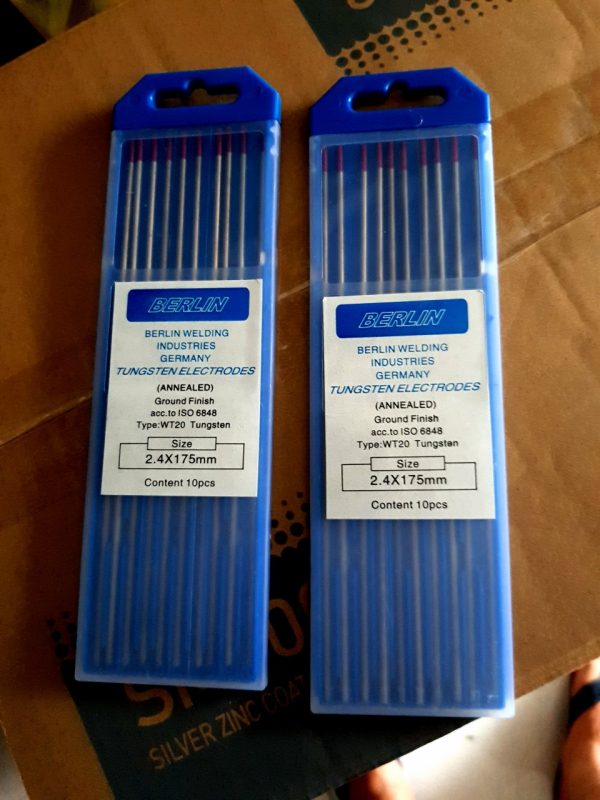 BERLIN
BERLIN WELDING
INDUSTRIES
GERMANY
TUNGSTEN ELECTRODES
(ANNEALED)
Ground Finish
acc.to ISO 6848
Type:WT20 Tungsten
Size
2.4X175mm
Content 10pcs
BERLIN
BERLIN WELDING
INDUSTRIES
GERMANY
TUNGSTEN ELECTRODES
(ANNEALED)
Ground Finish
acc.to ISO 6848
Type:WT20 Tungsten
Size
2.4X175mm
Content 10pcs
SILVER ZINC COAT